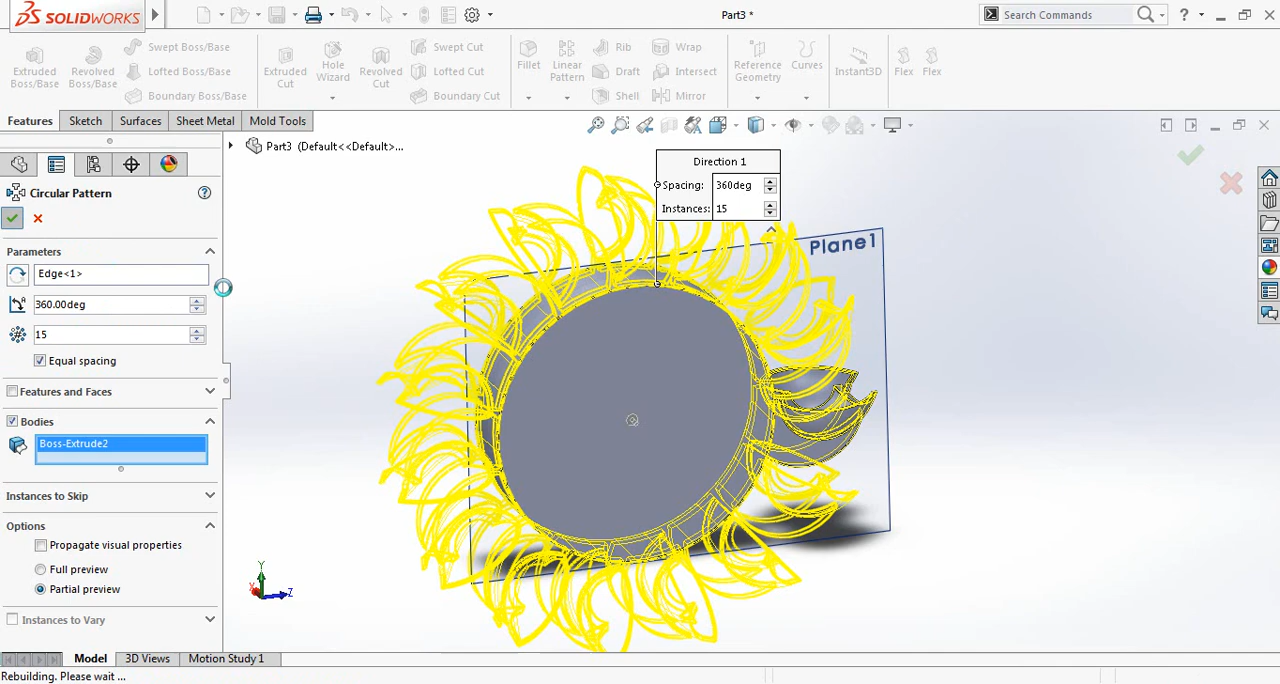 SOLIDWORKS
Part3 *
Search Commands
?
Extruded Boss/Base
Revolved Boss/Base
Swept Boss/Base
Lofted Boss/Base
Boundary Boss/Base
Extruded Cut
Hole Wizard
Revolved Cut
Swept Cut
Lofted Cut
Boundary Cut
Fillet
Linear Pattern
Rib
Draft
Shell
Wrap
Intersect
Mirror
Reference Geometry
Curves
Instant3D
Flex
Flex
Features
Sketch
Surfaces
Sheet Metal
Mold Tools
Part3 (Default<<Default>...
Circular Pattern
?
Parameters
Edge<1>
360.00deg
15
Equal spacing
Features and Faces
Bodies
Boss-Extrude2
Instances to Skip
Options
Propagate visual properties
Full preview
Partial preview
Instances to Vary
Direction 1
Spacing: 360deg
Instances: 15
Plane1
Y
X
Z
Model
3D Views
Motion Study 1
Rebuilding. Please wait ...